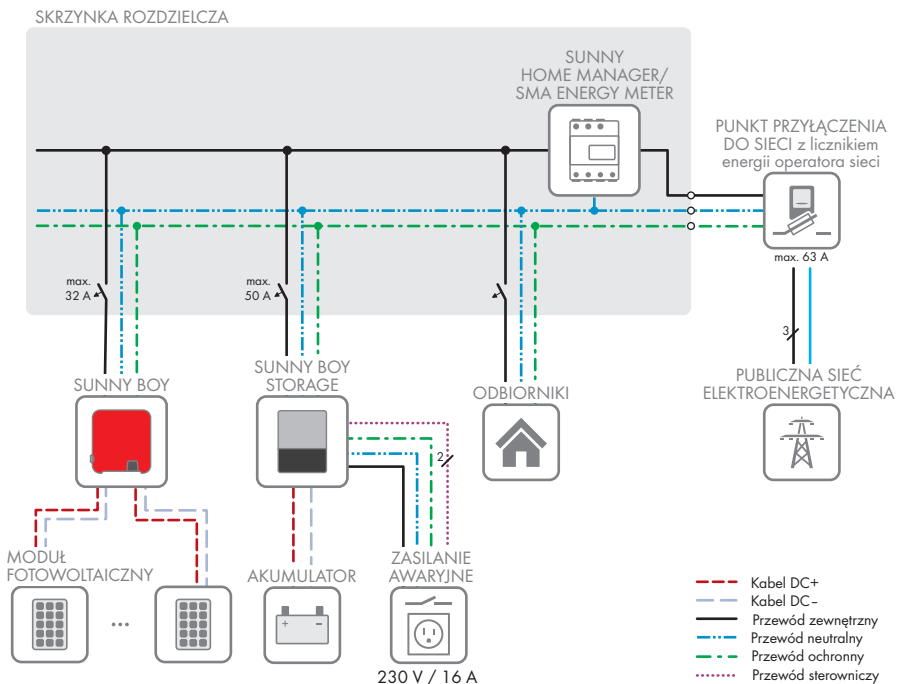 SKRZYNKA ROZDZIELCZA
SUNNY
HOME MANAGER/
SMA ENERGY METER
PUNKT PRZYŁĄCZENIA
DO SIECI z licznikiem
energii operatora sieci
max. 63 A
max.
32 A
max.
50 A
3
SUNNY BOY
SUNNY BOY
STORAGE
ODBIORNIKI
PUBLICZNA SIEĆ
ELEKTROENERGETYCZNA
2
MODUŁ
FOTOWOLTAICZNY
...
AKUMULATOR
+ −
ZASILANIE
AWARYJNE
230 V / 16 A
Kabel DC+
Kabel DC−
Przewód zewnętrzny
Przewód neutralny
Przewód ochronny
Przewód sterowniczy